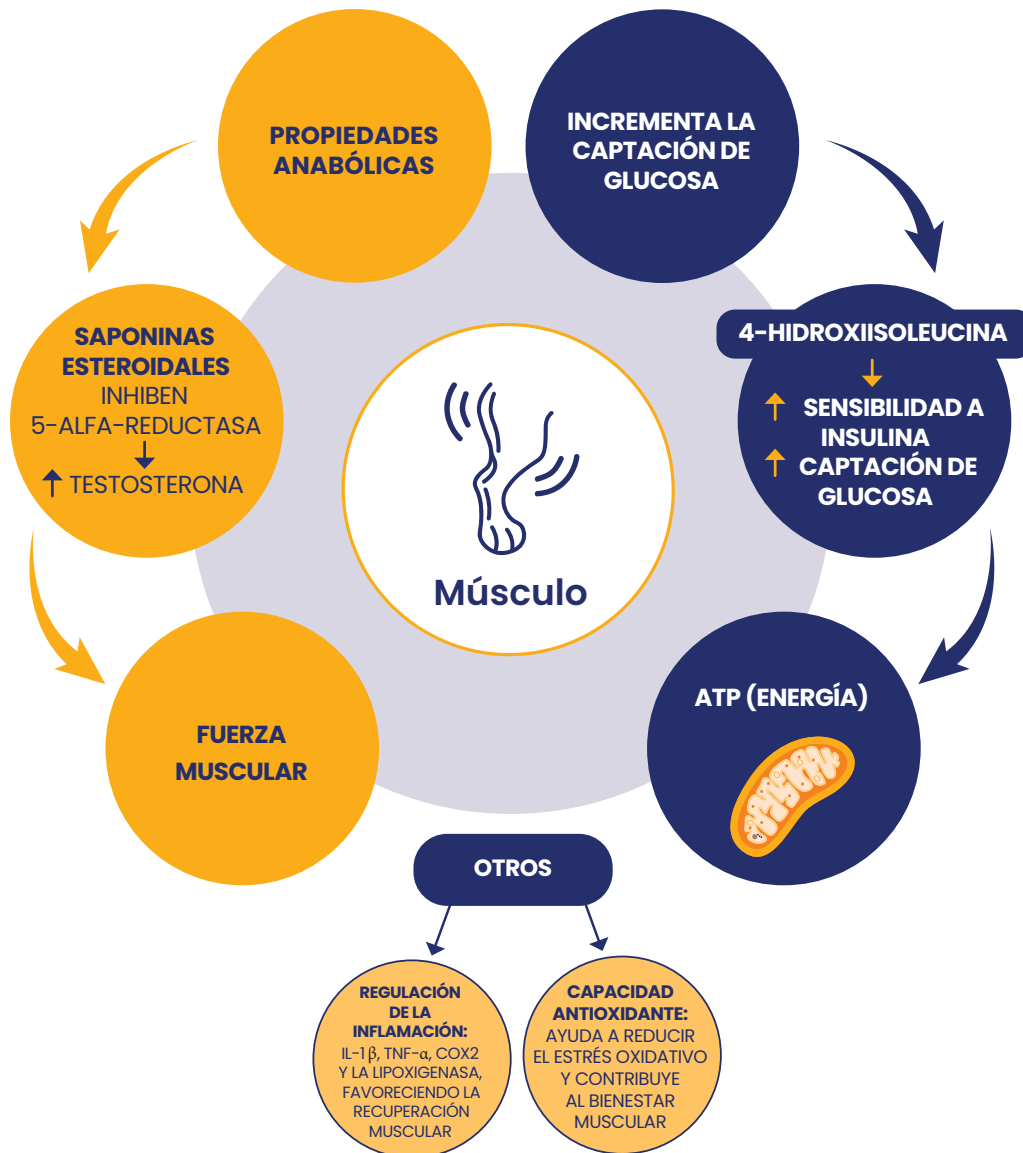 PROPIEDADES
ANABÓLICAS
INCREMENTA LA
CAPTACIÓN DE
GLUCOSA
SAPONINAS
ESTEROIDALES
INHIBEN
5-ALFA-REDUCTASA
↓
↑ TESTOSTERONA
4-HIDROXIISOLEUCINA
↓
↑ SENSIBILIDAD A
INSULINA
↑ CAPTACIÓN DE
GLUCOSA
Músculo
FUERZA
MUSCULAR
ATP (ENERGÍA)
OTROS
REGULACIÓN
DE LA
INFLAMACIÓN:
IL-1β, TNF-α, COX2
Y LA LIPOXIGENASA,
FAVORECIENDO LA
RECUPERACIÓN
MUSCULAR
CAPACIDAD
ANTIOXIDANTE:
AYUDA A REDUCIR
EL ESTRÉS OXIDATIVO
Y CONTRIBUYE
AL BIENESTAR
MUSCULAR